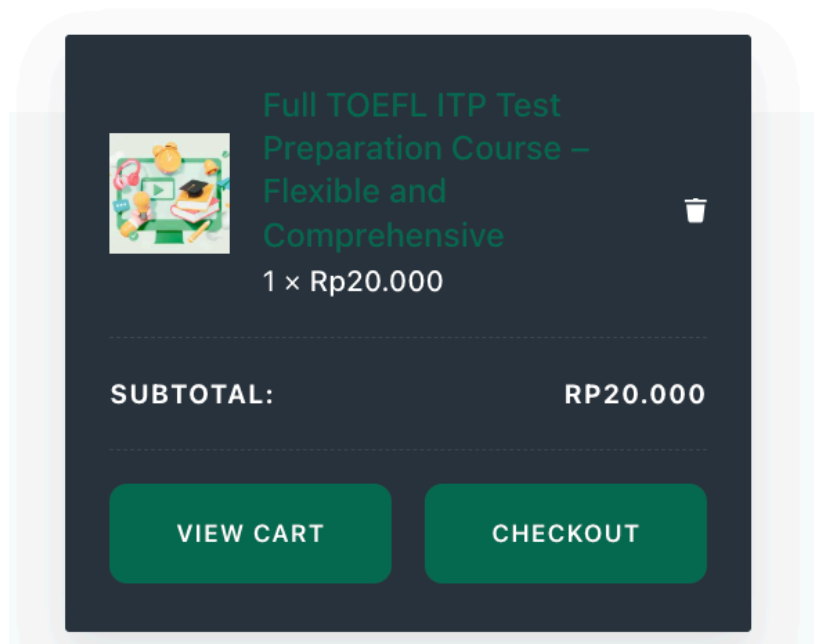 Full TOEFL ITP Test
Preparation Course –
Flexible and
Comprehensive
1 × Rp20.000
SUBTOTAL: RP20.000
VIEW CART CHECKOUT